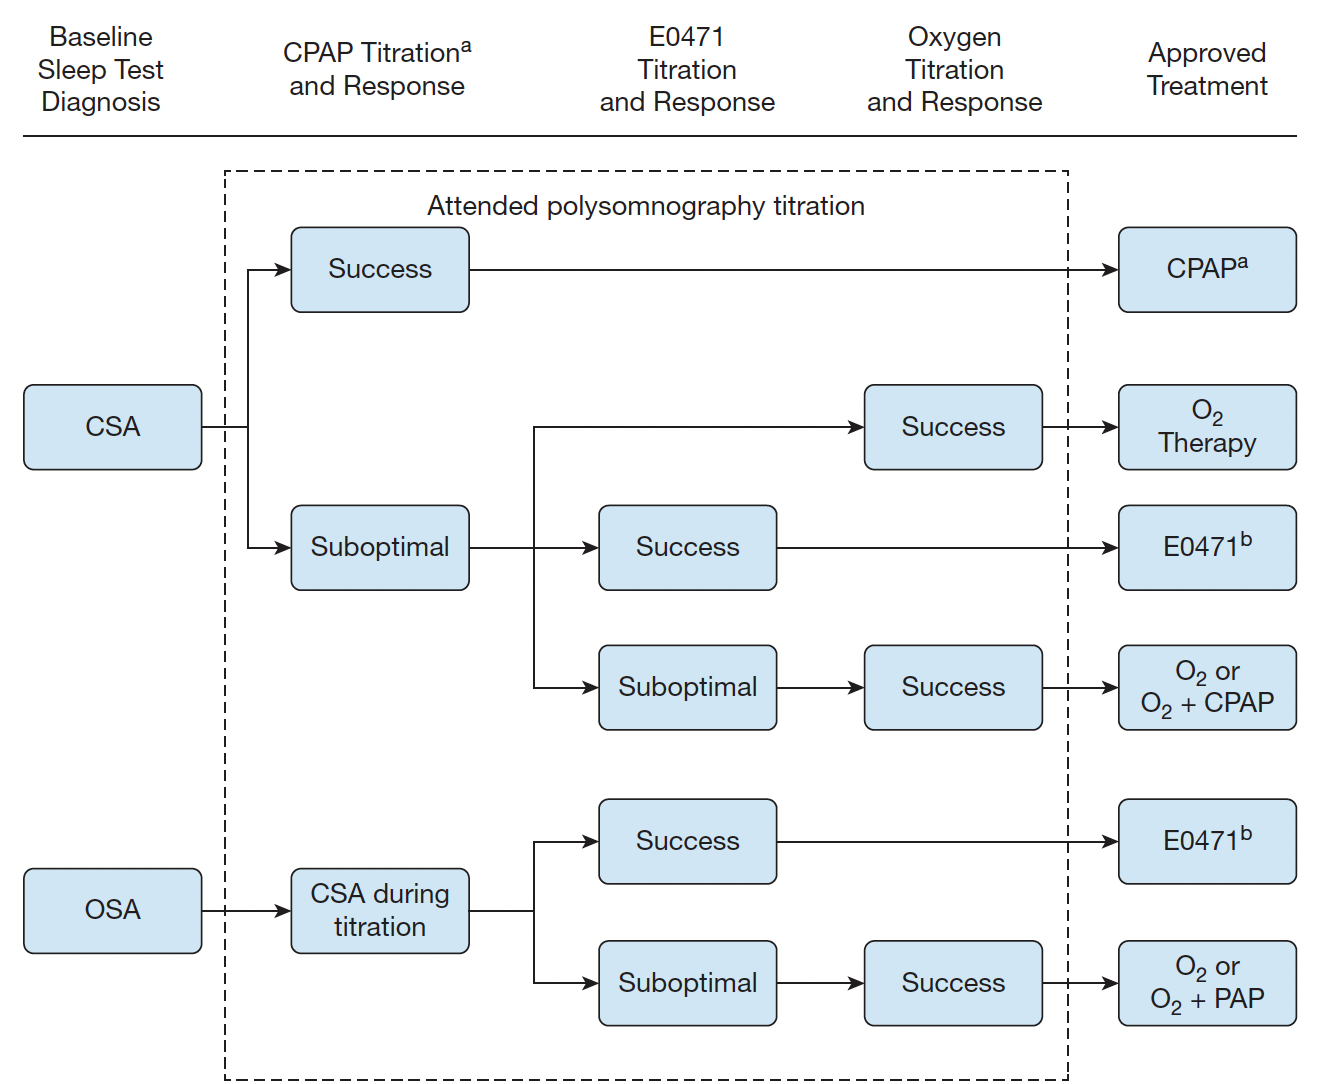 Baseline
Sleep Test
Diagnosis
CPAP Titrationᵃ
and Response
E0471
Titration
and Response
Oxygen
Titration
and Response
Approved
Treatment
Attended polysomnography titration
Success
CPAPᵃ
CSA
Success
O₂
Therapy
Suboptimal
Success
E0471ᵇ
Suboptimal
Success
O₂ or
O₂ + CPAP
Success
E0471ᵇ
OSA
CSA during
titration
Suboptimal
Success
O₂ or
O₂ + PAP